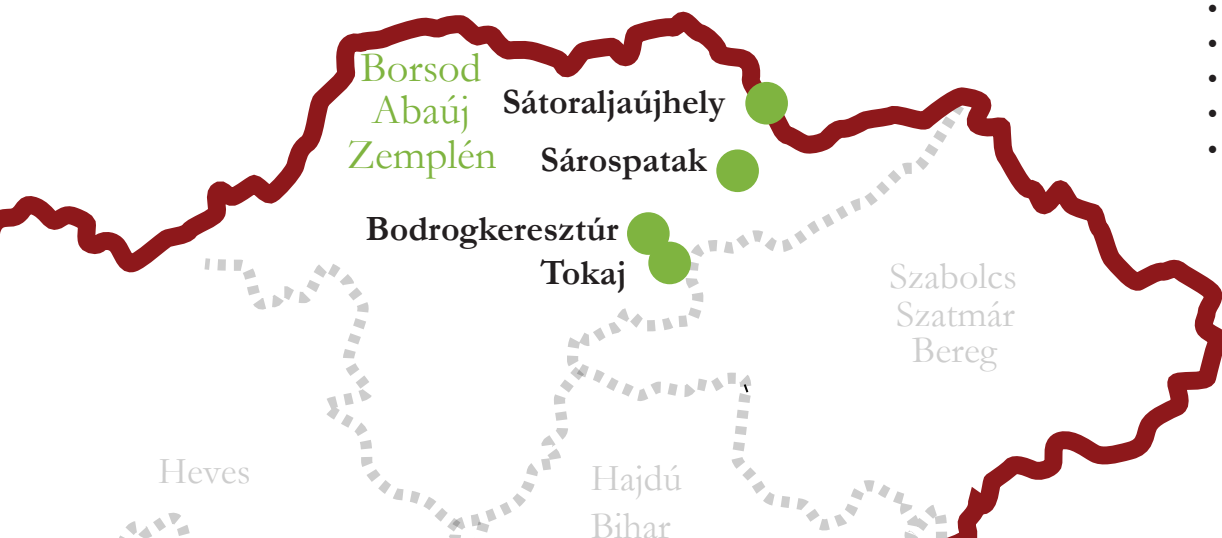 Borsod
Abaúj
Zemplén
Sátoraljaújhely
Sárospatak
Bodrogkeresztúr
Tokaj
Szabolcs
Szatmár
Bereg
Heves
Hajdú
Bihar